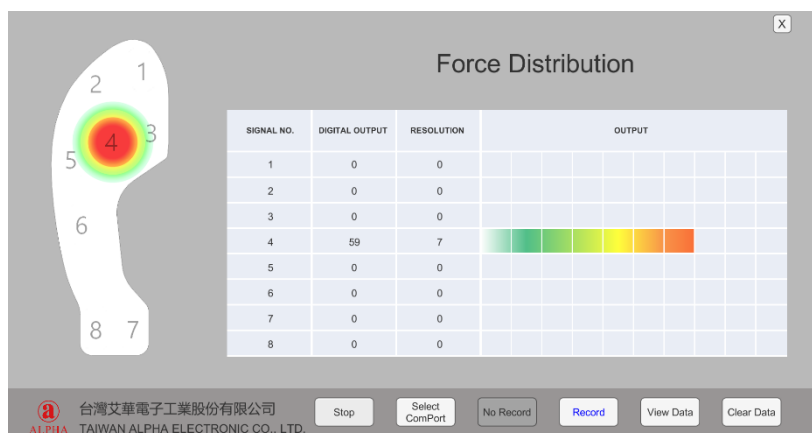 X
Force Distribution
1
2
3
4
5
6
8 7
SIGNAL NO. DIGITAL OUTPUT RESOLUTION OUTPUT
1 0 0
2 0 0
3 0 0
4 59 7
5 0 0
6 0 0
7 0 0
8 0 0
a
ALPHA
台灣艾華電子工業股份有限公司
TAIWAN ALPHA ELECTRONIC CO., LTD.
Stop
Select
ComPort
No Record
Record
View Data
Clear Data